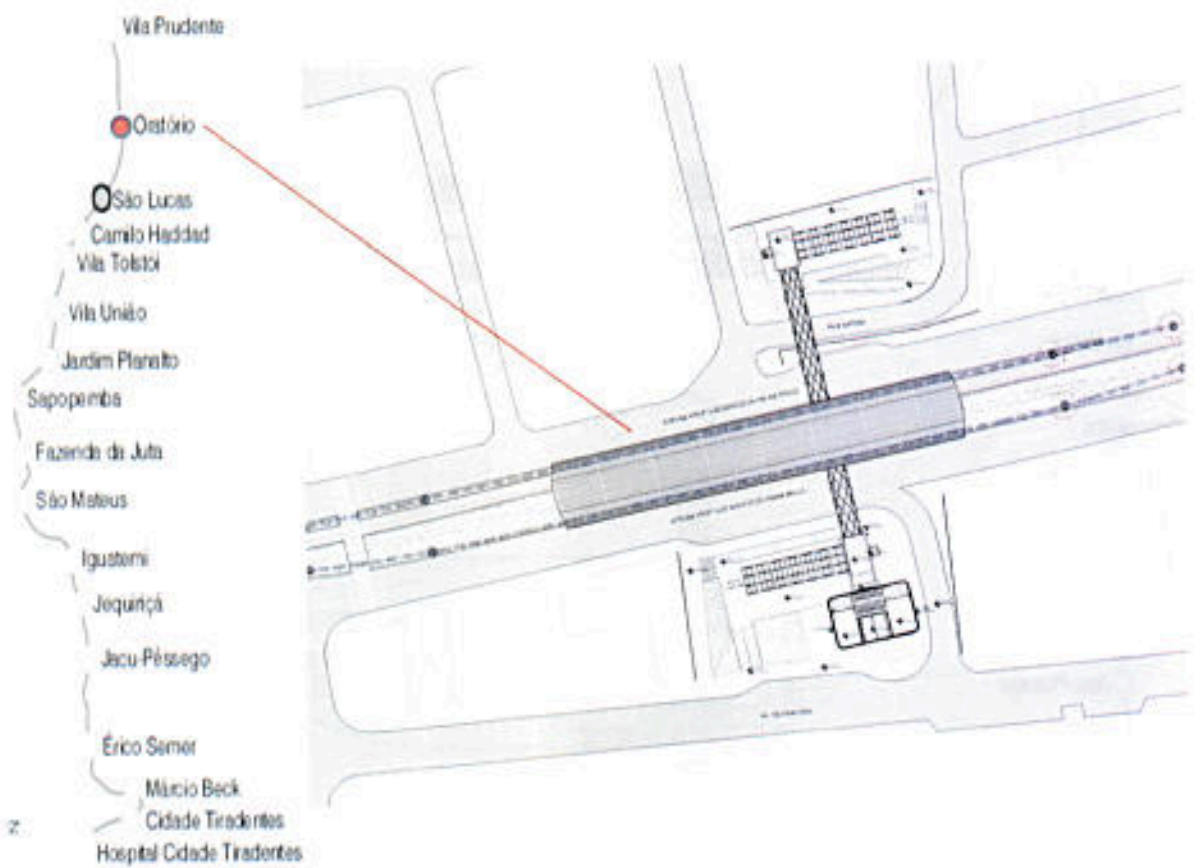 Vila Prudente
Oratório
São Lucas
Camilo Haddad
Vila Tolstoi
Vila União
Jardim Planalto
Sapopemba
Fazenda da Juta
São Mateus
Iguatemi
Jequiriçá
Jacu-Pêssego
Érico Semer
Márcio Beck
Cidade Tiradentes
Hospital Cidade Tiradentes